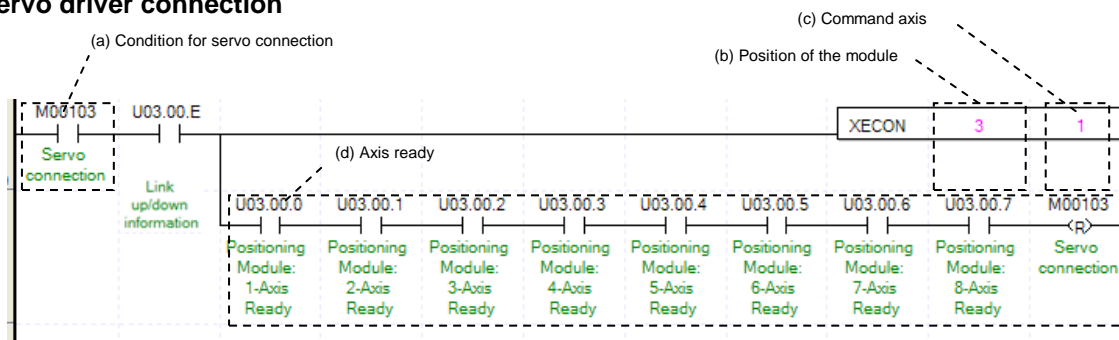 ervo driver connection
(c) Command axis
(a) Condition for servo connection
(b) Position of the module
M00103 U03.00.E
XECON 3 1
Servo
connection
(d) Axis ready
Link
up/down
information
U03.00.0 U03.00.1 U03.00.2 U03.00.3 U03.00.4 U03.00.5 U03.00.6 U03.00.7 M00103
R
Positioning Positioning Positioning Positioning Positioning Positioning Positioning Positioning Servo
Module: Module: Module: Module: Module: Module: Module: Module: connection
1-Axis 2-Axis 3-Axis 4-Axis 5-Axis 6-Axis 7-Axis 8-Axis
Ready Ready Ready Ready Ready Ready Ready Ready